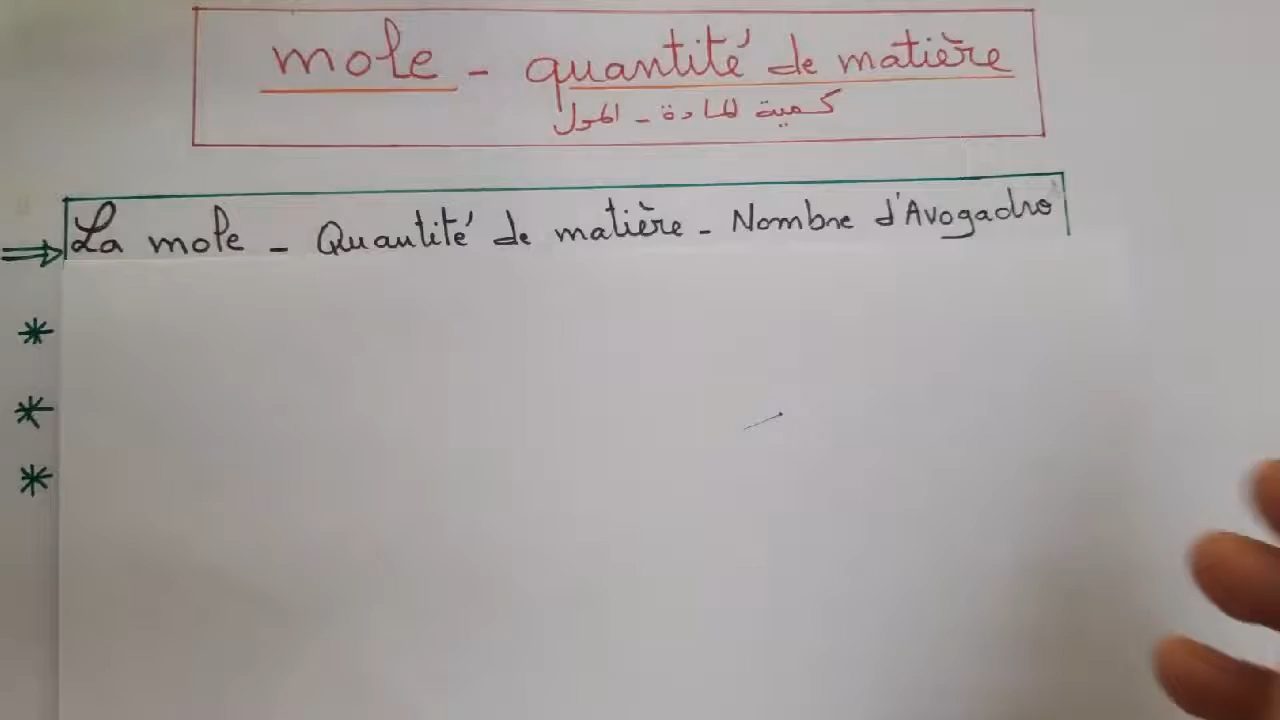 mole - quantité de matière
كمية المادة - المول
La mole - Quantité de matière - Nombre d'Avogadro
*
*
*